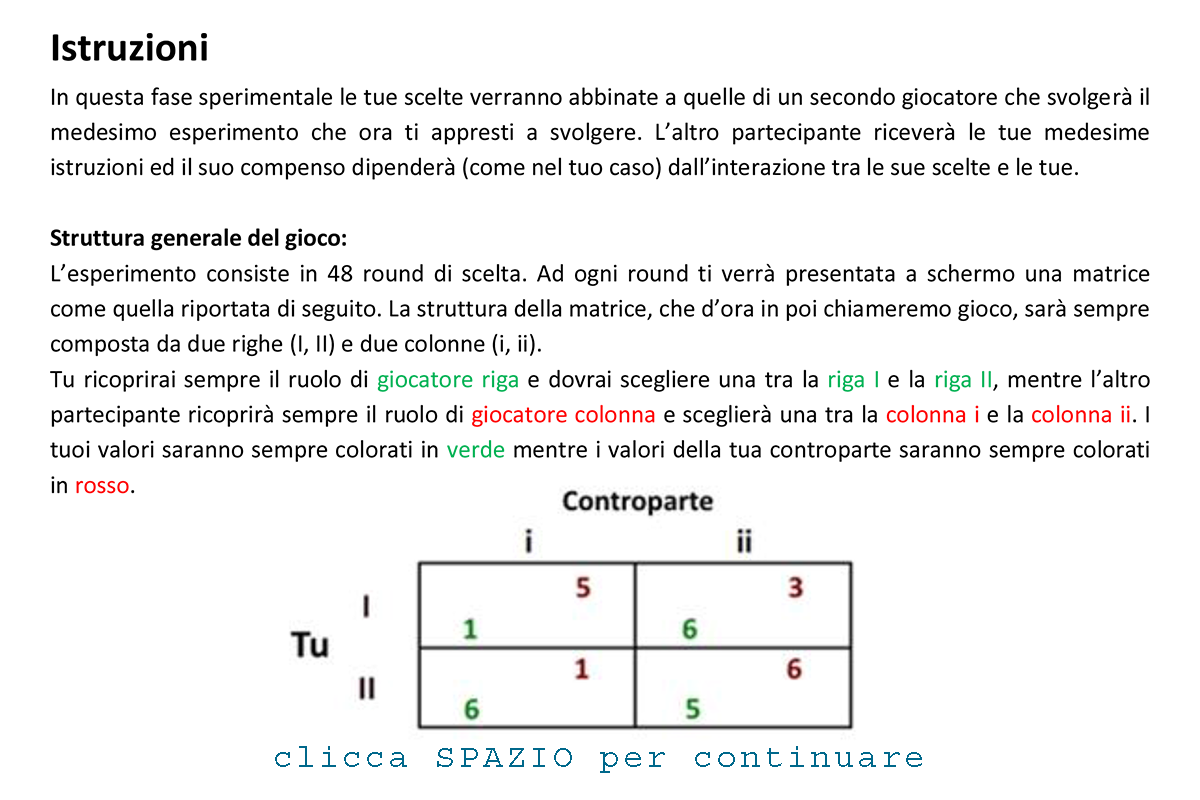 Istruzioni
In questa fase sperimentale le tue scelte verranno abbinate a quelle di un secondo giocatore che svolgerà il
medesimo esperimento che ora ti appresti a svolgere. L’altro partecipante riceverà le tue medesime
istruzioni ed il suo compenso dipenderà (come nel tuo caso) dall’interazione tra le sue scelte e le tue.
Struttura generale del gioco:
L’esperimento consiste in 48 round di scelta. Ad ogni round ti verrà presentata a schermo una matrice
come quella riportata di seguito. La struttura della matrice, che d’ora in poi chiameremo gioco, sarà sempre
composta da due righe (I, II) e due colonne (i, ii).
Tu ricoprirai sempre il ruolo di giocatore riga e dovrai scegliere una tra la riga I e la riga II, mentre l’altro
partecipante ricoprirà sempre il ruolo di giocatore colonna e sceglierà una tra la colonna i e la colonna ii. I
tuoi valori saranno sempre colorati in verde mentre i valori della tua controparte saranno sempre colorati
in rosso.
Controparte
i ii
5 3
I
1 6
Tu
1 6
II
6 5
clicca SPAZIO per continuare